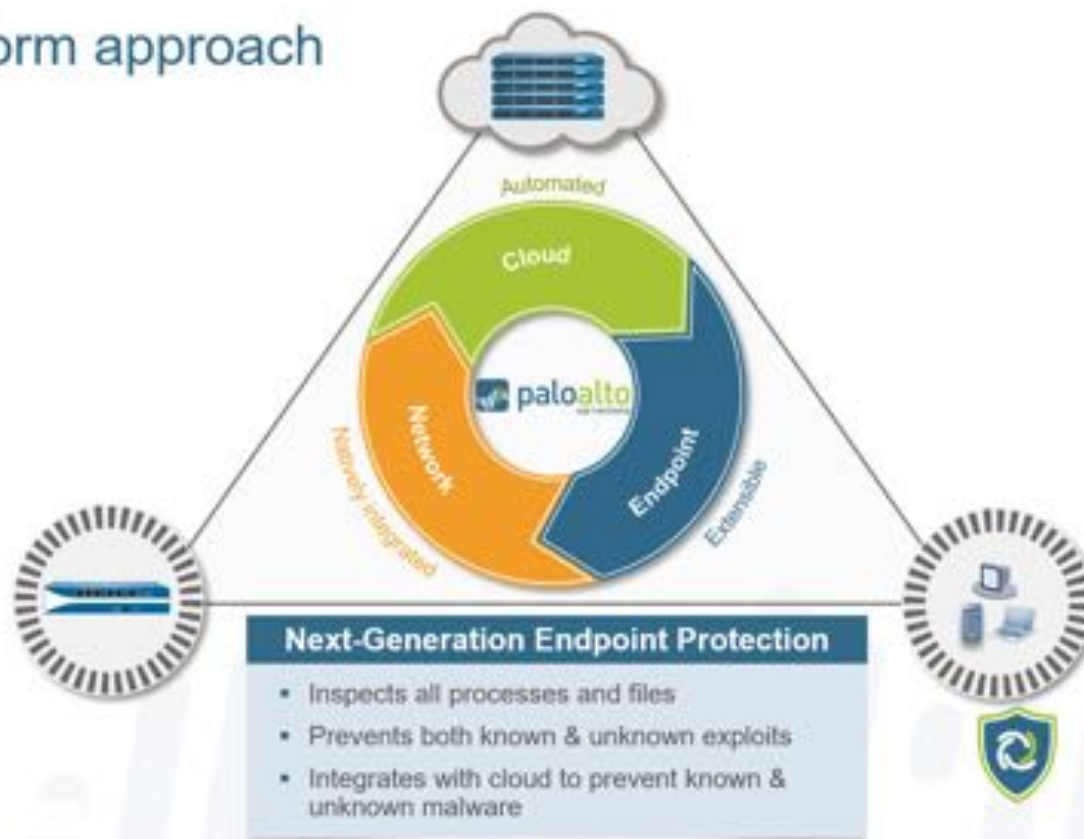 orm approach
Automated
Cloud
paloalto
Network
Endpoint
Natively integrated
Extensible
Next-Generation Endpoint Protection
▪ Inspects all processes and files
▪ Prevents both known & unknown exploits
▪ Integrates with cloud to prevent known &
unknown malware